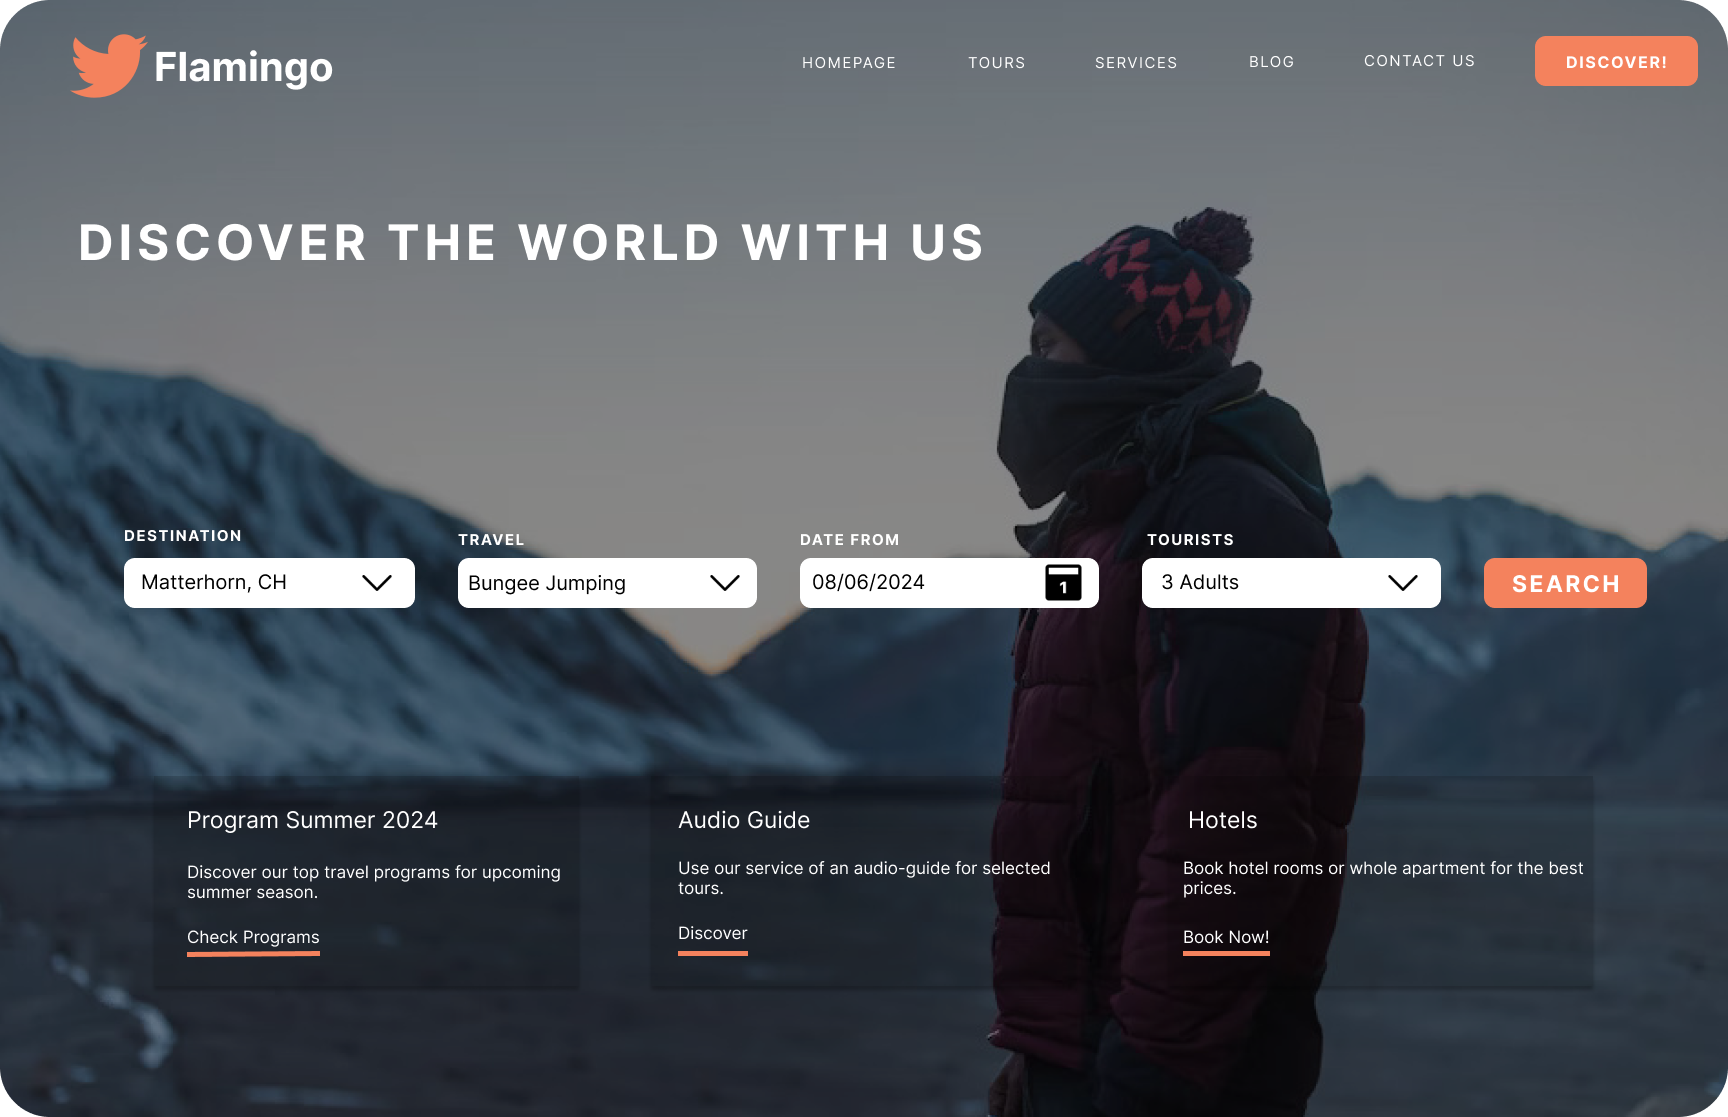 Flamingo
HOMEPAGE
TOURS
SERVICES
BLOG
CONTACT US
DISCOVER!
DISCOVER THE WORLD WITH US
DESTINATION
TRAVEL
DATE FROM
TOURISTS
Matterhorn, CH
Bungee Jumping
08/06/2024
1
3 Adults
SEARCH
Program Summer 2024
Discover our top travel programs for upcoming
summer season.
Check Programs
Audio Guide
Use our service of an audio-guide for selected
tours.
Discover
Hotels
Book hotel rooms or whole apartment for the best
prices.
Book Now!